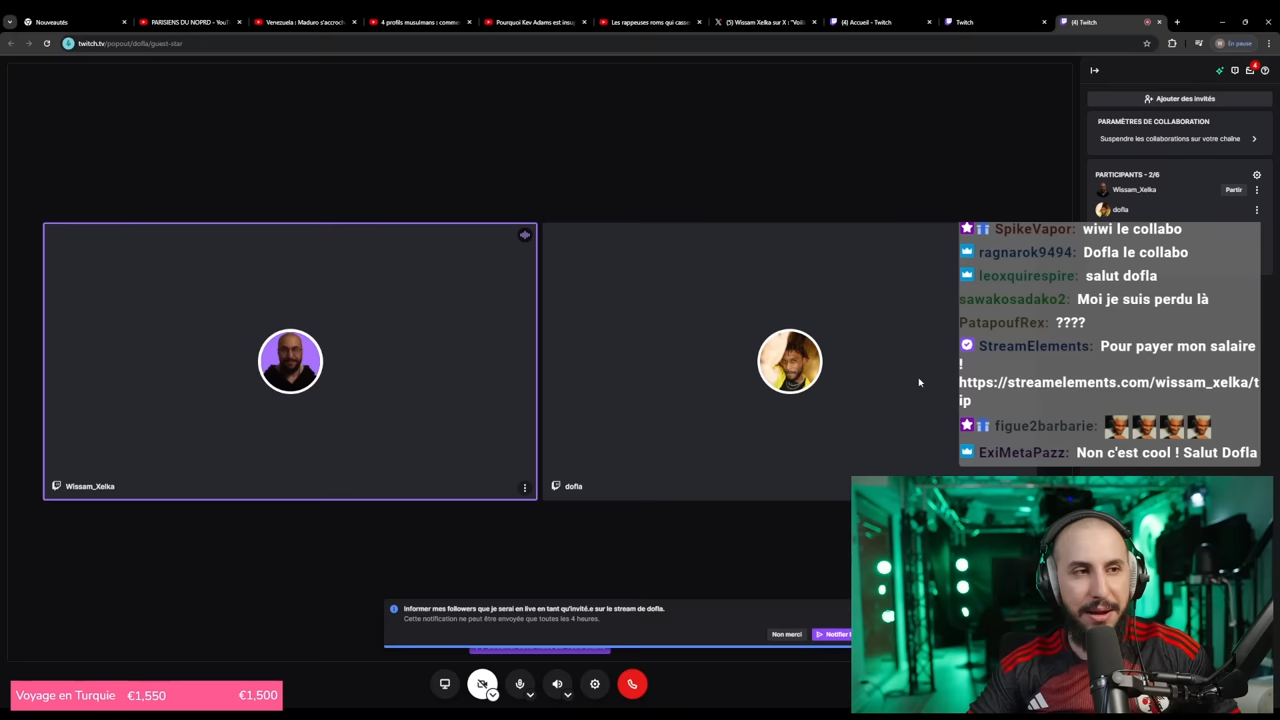 Nouveautés
PARISIENS DU NOPRD - YouT
Venezuela : Maduro s'accroch
4 profils musulmans : comme
Pourquoi Kev Adams est insup
Les rappeuses roms qui casse
(5) Wissam Xelka sur X : "Voilà
(4) Accueil - Twitch
Twitch
(4) Twitch
twitch.tv/popout/dofla/guest-star
En pause
4
Ajouter des invités
PARAMÈTRES DE COLLABORATION
Suspendre les collaborations sur votre chaîne
PARTICIPANTS - 2/6
Wissam_Xelka
Partir
dofla
SpikeVapor: wiwi le collabo
ragnarok9494: Dofla le collabo
leoxquirespire: salut dofla
sawakosadako2: Moi je suis perdu là
PatapoufRex: ????
StreamElements: Pour payer mon salaire
!
https://streamelements.com/wissam_xelka/t
ip
figue2barbarie:
ExiMetaPazz: Non c'est cool ! Salut Dofla
Wissam_Xelka
dofla
Informer mes followers que je serai en live en tant qu'invité.e sur le stream de dofla.
Cette notification ne peut être envoyée que toutes les 4 heures.
Non merci
Notifier
Voyage en Turquie €1,550 €1,500